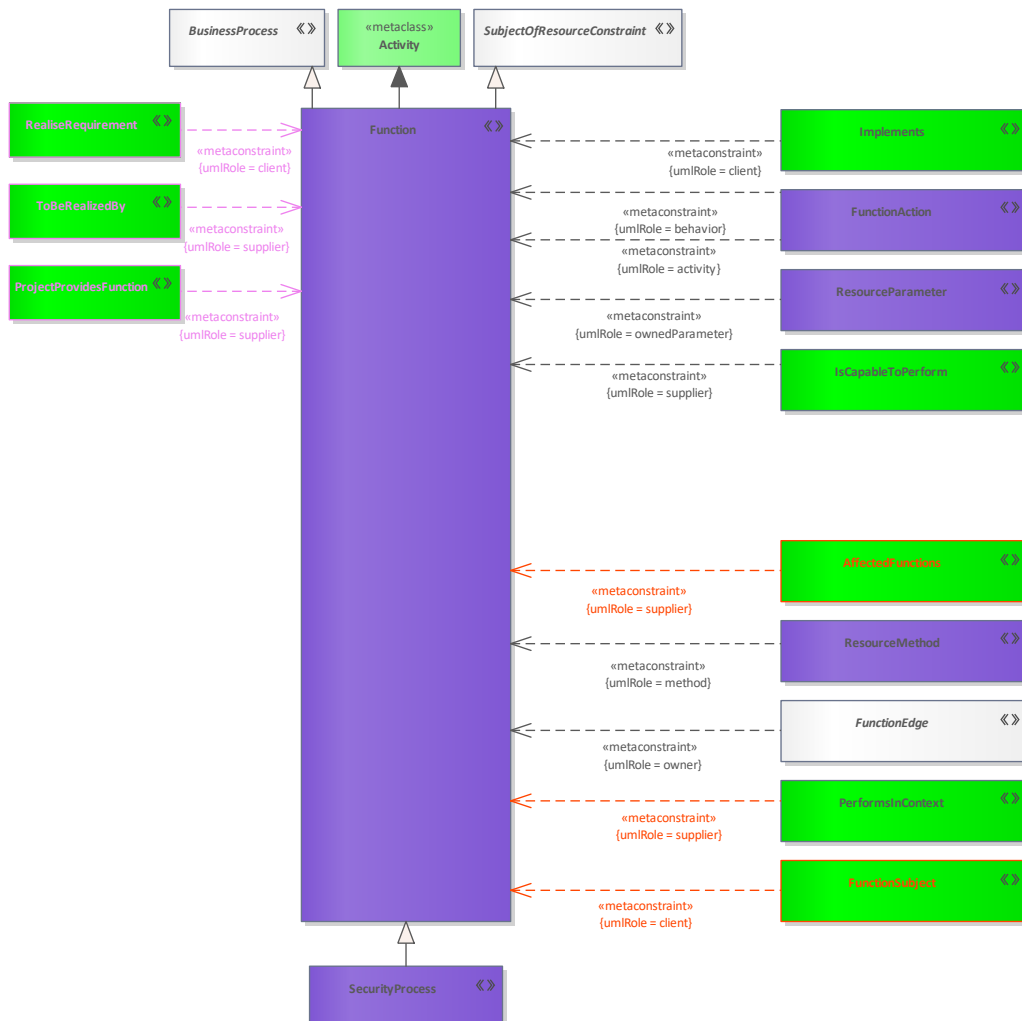 BusinessProcess «»
«metaclass»
Activity
SubjectOfResourceConstraint «»
RealiseRequirement «»
«metaconstraint»
{umlRole = client}
ToBeRealizedBy «»
«metaconstraint»
{umlRole = supplier}
ProjectProvidesFunction «»
«metaconstraint»
{umlRole = supplier}
Function «»
Implements «»
«metaconstraint»
{umlRole = client}
FunctionAction «»
«metaconstraint»
{umlRole = behavior}
«metaconstraint»
{umlRole = activity}
ResourceParameter «»
«metaconstraint»
{umlRole = ownedParameter}
IsCapableToPerform «»
«metaconstraint»
{umlRole = supplier}
AffectedFunctions «»
«metaconstraint»
{umlRole = supplier}
ResourceMethod «»
«metaconstraint»
{umlRole = method}
FunctionEdge «»
«metaconstraint»
{umlRole = owner}
PerformsInContext «»
«metaconstraint»
{umlRole = supplier}
FunctionSubject «»
«metaconstraint»
{umlRole = client}
SecurityProcess «»